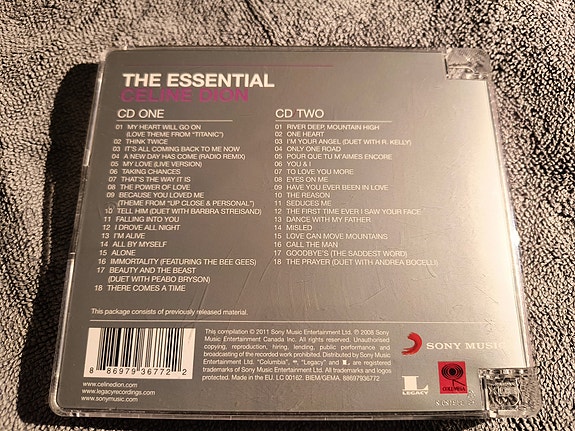 THE ESSENTIAL
CELINE DION
CD ONE
01 MY HEART WILL GO ON
(LOVE THEME FROM "TITANIC")
02 THINK TWICE
03 IT'S ALL COMING BACK TO ME NOW
04 A NEW DAY HAS COME (RADIO REMIX)
05 MY LOVE (LIVE VERSION)
06 TAKING CHANCES
07 THAT'S THE WAY IT IS
08 THE POWER OF LOVE
09 BECAUSE YOU LOVED ME
(THEME FROM "UP CLOSE & PERSONAL")
10 TELL HIM (DUET WITH BARBRA STREISAND)
11 FALLING INTO YOU
12 I DROVE ALL NIGHT
13 I'M ALIVE
14 ALL BY MYSELF
15 ALONE
16 IMMORTALITY (FEATURING THE BEE GEES)
17 BEAUTY AND THE BEAST
(DUET WITH PEABO BRYSON)
18 THERE COMES A TIME
CD TWO
01 RIVER DEEP, MOUNTAIN HIGH
02 ONE HEART
03 I'M YOUR ANGEL (DUET WITH R. KELLY)
04 ONLY ONE ROAD
05 POUR QUE TU M'AIMES ENCORE
06 YOU & I
07 TO LOVE YOU MORE
08 EYES ON ME
09 HAVE YOU EVER BEEN IN LOVE
10 THE REASON
11 SEDUCES ME
12 THE FIRST TIME EVER I SAW YOUR FACE
13 DANCE WITH MY FATHER
14 MISLED
15 LOVE CAN MOVE MOUNTAINS
16 CALL THE MAN
17 GOODBYE'S (THE SADDEST WORD)
18 THE PRAYER (DUET WITH ANDREA BOCELLI)
This package consists of previously released material.
8 86979 36772 2
www.celinedion.com
www.legacyrecordings.com
www.sonymusic.com
This compilation ℗ 2011 Sony Music Entertainment Ltd. © 2008 Sony
Music Entertainment Canada Inc. All rights reserved. Unauthorised
copying, reproduction, hiring, lending, public performance and
broadcasting of the recorded work prohibited. Distributed by Sony Music
Entertainment Ltd. "Columbia", "Legacy" and are registered
trademarks of Sony Music Entertainment Ltd. All trademarks and logos
protected. Made in the EU. LC 00162. BIEM/GEMA. 88697936772
SONY MUSIC
LEGACY
COLUMBIA